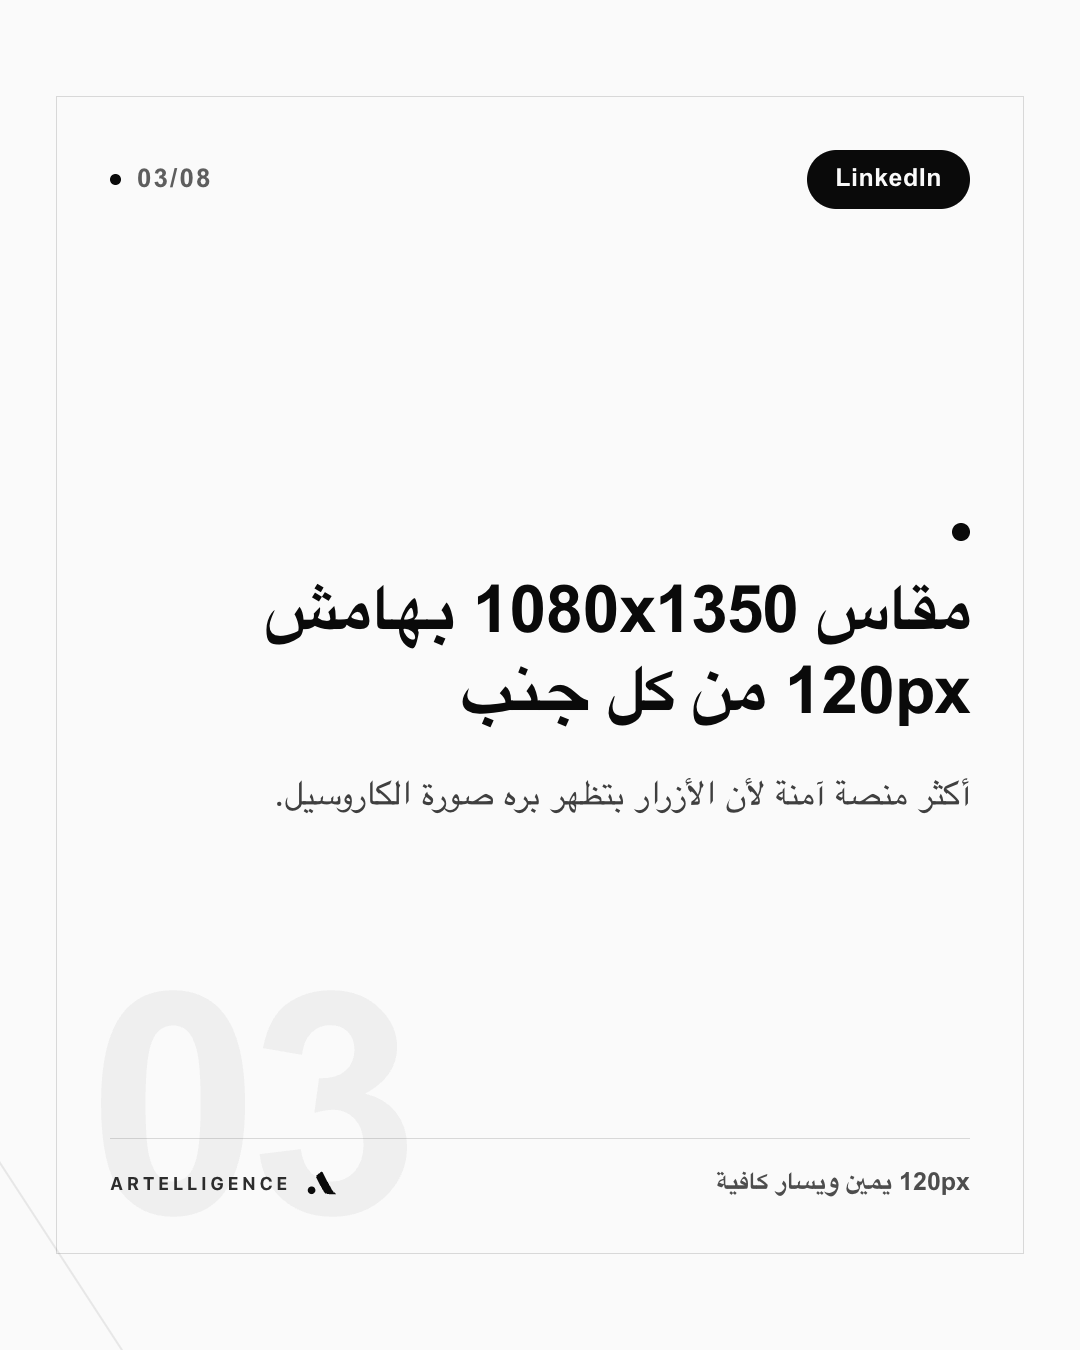 LinkedIn
03/08
مقاس 1080x1350 بهامش
120px من كل جنب
أكثر منصة آمنة لأن الأزرار بتظهر بره صورة الكاروسيل.
03
120px يمين ويسار كافية
ARTELLIGENCE